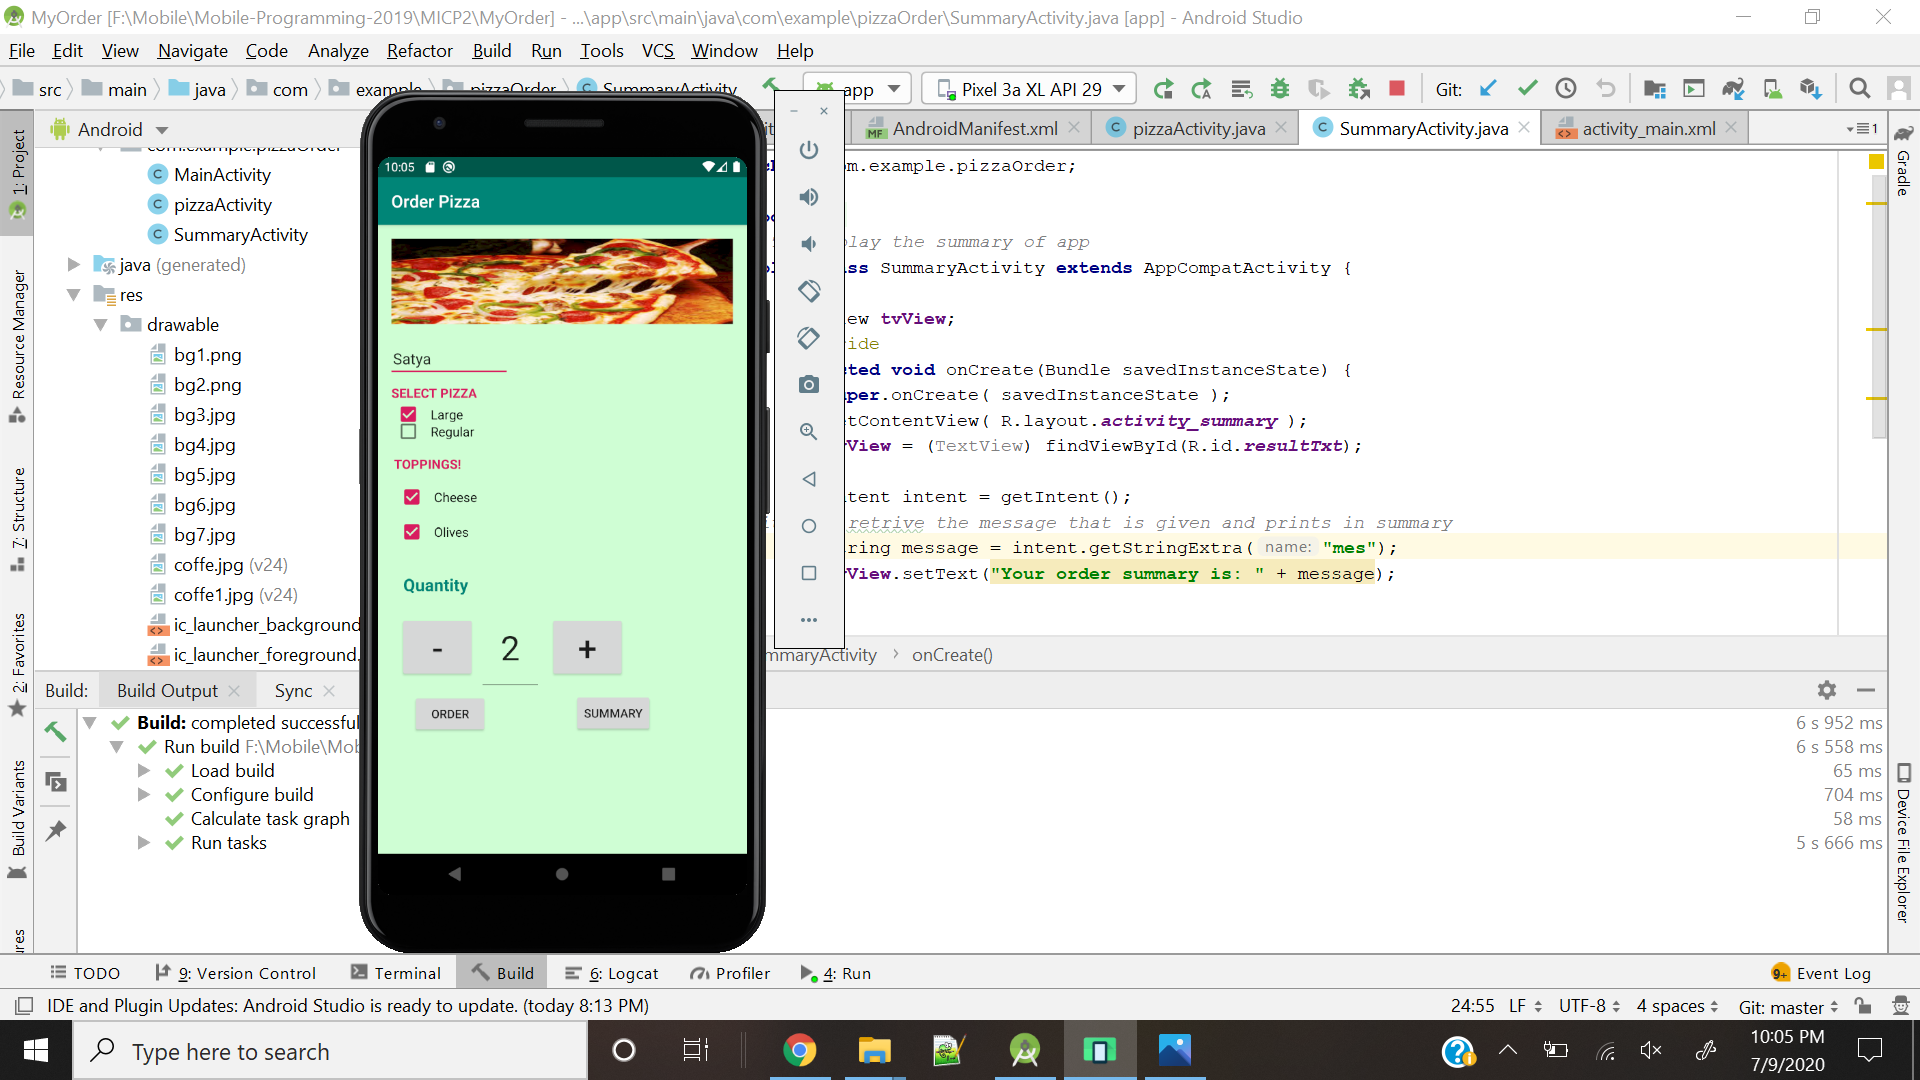 MyOrder [F:\Mobile\Mobile-Programming-2019\MICP2\MyOrder] - ...\app\src\main\java\com\example\pizzaOrder\SummaryActivity.java [app] - Android Studio
File Edit View Navigate Code Analyze Refactor Build Run Tools VCS Window Help
src main java com example pizzaOrder SummaryActivity app Pixel 3a XL API 29 Git:
Android
AndroidManifest.xml pizzaActivity.java SummaryActivity.java activity_main.xml 1
1: Project
Resource Manager
7: Structure
2: Favorites
Build Variants
com.example.pizzaOrder
MainActivity
pizzaActivity
SummaryActivity
java (generated)
res
drawable
bg1.png
bg2.png
bg3.jpg
bg4.jpg
bg5.jpg
bg6.jpg
bg7.jpg
coffe.jpg (v24)
coffe1.jpg (v24)
ic_launcher_background
ic_launcher_foreground.
10:05
Order Pizza
Satya
SELECT PIZZA
Large
Regular
TOPPINGS!
Cheese
Olives
Quantity
- 2 +
ORDER SUMMARY
m.example.pizzaOrder;
lay the summary of app
ass SummaryActivity extends AppCompatActivity {
ew tvView;
ide
cted void onCreate(Bundle savedInstanceState) {
per.onCreate( savedInstanceState );
tContentView( R.layout.activity_summary );
View = (TextView) findViewById(R.id.resultTxt);
tent intent = getIntent();
retrive the message that is given and prints in summary
ring message = intent.getStringExtra( name: "mes");
View.setText("Your order summary is: " + message);
mmaryActivity › onCreate()
Gradle
Device File Explorer
Build: Build Output Sync
Build: completed successful 6 s 952 ms
Run build F:\Mobile\Mob 6 s 558 ms
Load build 65 ms
Configure build 704 ms
Calculate task graph 58 ms
Run tasks 5 s 666 ms
TODO 9: Version Control Terminal Build 6: Logcat Profiler 4: Run 9+ Event Log
IDE and Plugin Updates: Android Studio is ready to update. (today 8:13 PM) 24:55 LF UTF-8 4 spaces Git: master
Type here to search
10:05 PM
7/9/2020